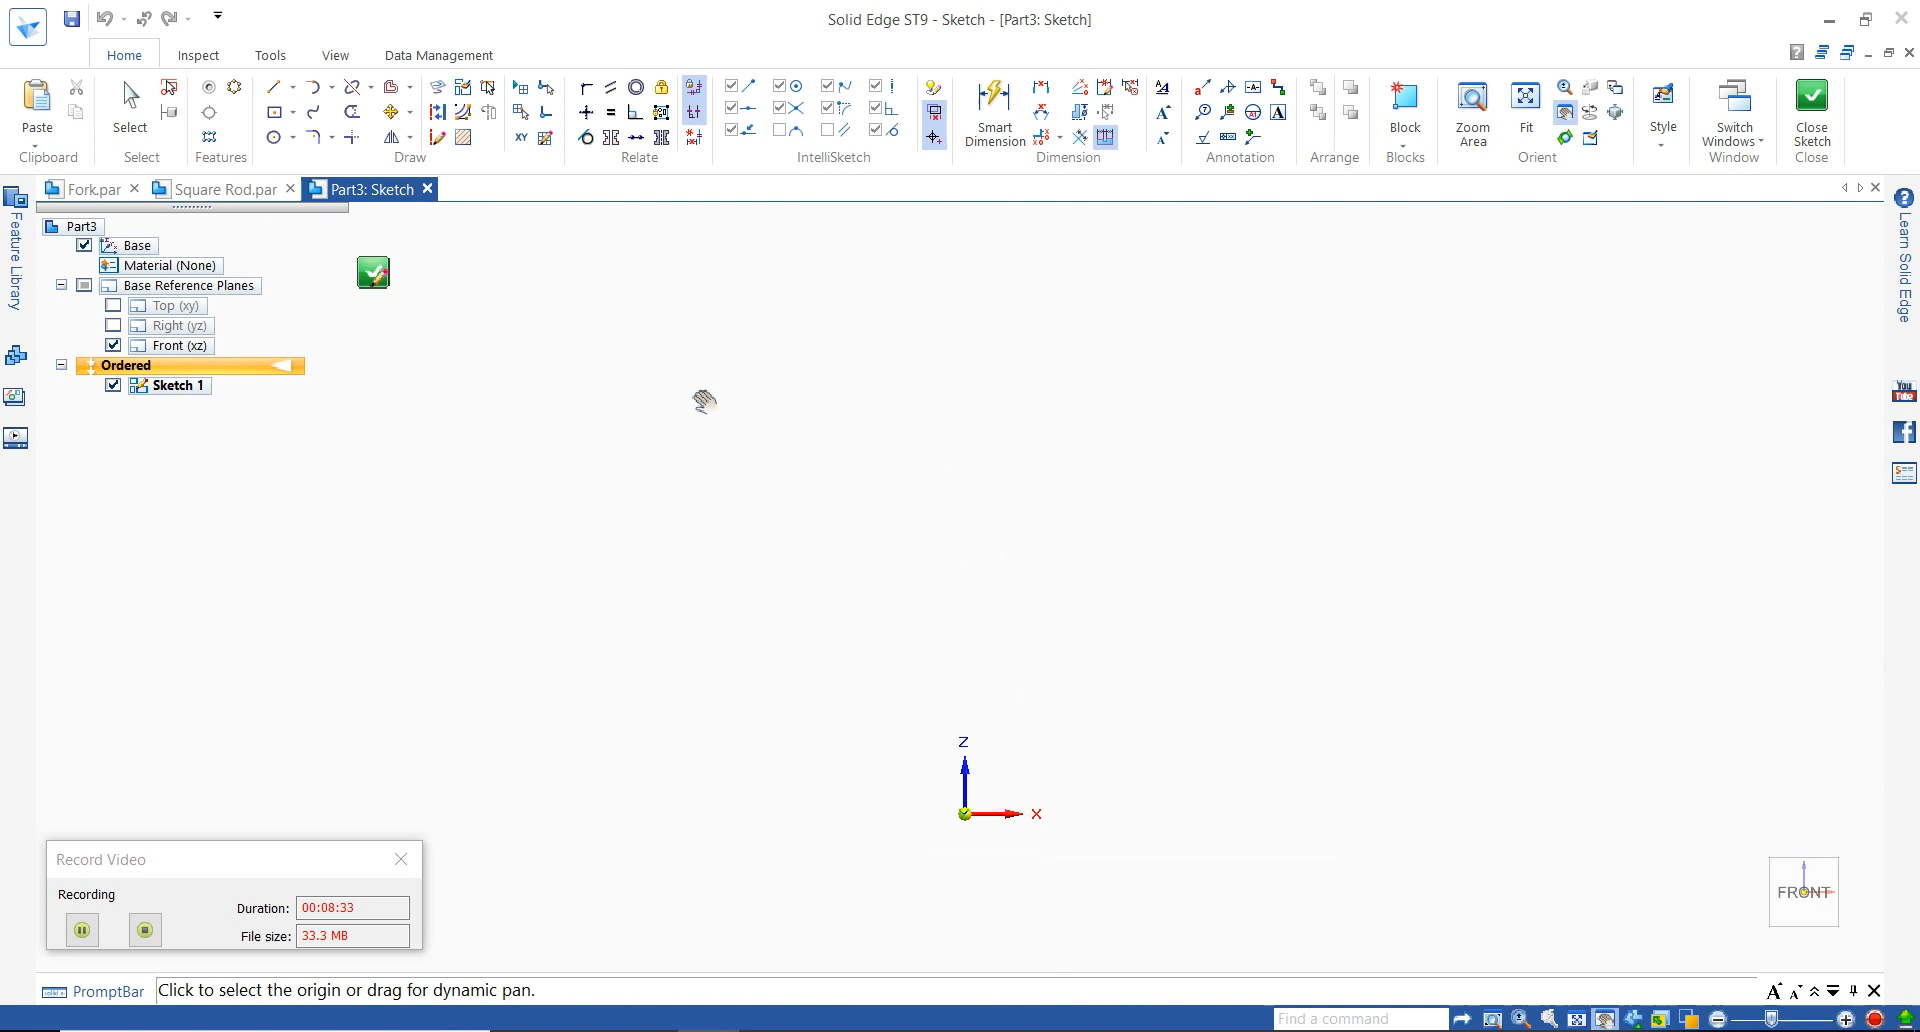 Solid Edge ST9 - Sketch - [Part3: Sketch]
Home Inspect Tools View Data Management
Paste
Clipboard
Select
Select
Features
Draw
Relate
IntelliSketch
Smart
Dimension
Dimension
Annotation
Arrange
Block
Blocks
Zoom
Area
Fit
Orient
Style
Switch
Windows
Window
Close
Sketch
Close
Fork.par Square Rod.par Part3: Sketch
Feature Library
Part3
Base
Material (None)
Base Reference Planes
Top (xy)
Right (yz)
Front (xz)
Ordered
Sketch 1
Learn Solid Edge
You
Tube
Z
X
FRONT
Record Video
Recording
Duration: 00:08:33
File size: 33.3 MB
PromptBar Click to select the origin or drag for dynamic pan.
Find a command